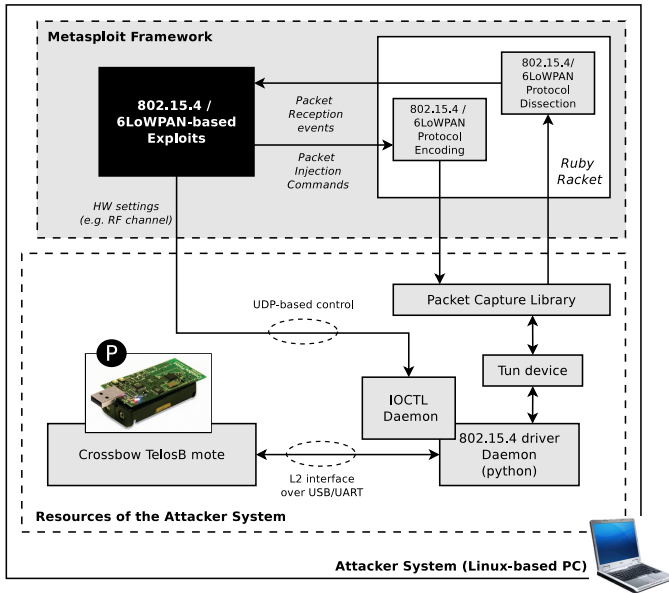 Metasploit Framework
802.15.4 /
6LoWPAN-based
Exploits
Packet
Reception
events
Packet
Injection
Commands
802.15.4 /
6LoWPAN
Protocol
Encoding
802.15.4/
6LoWPAN
Protocol
Dissection
Ruby
Racket
HW settings
(e.g. RF channel)
Packet Capture Library
UDP-based control
Tun device
P
IOCTL
Daemon
Crossbow TelosB mote
802.15.4 driver
Daemon
(python)
L2 interface
over USB/UART
Resources of the Attacker System
Attacker System (Linux-based PC)